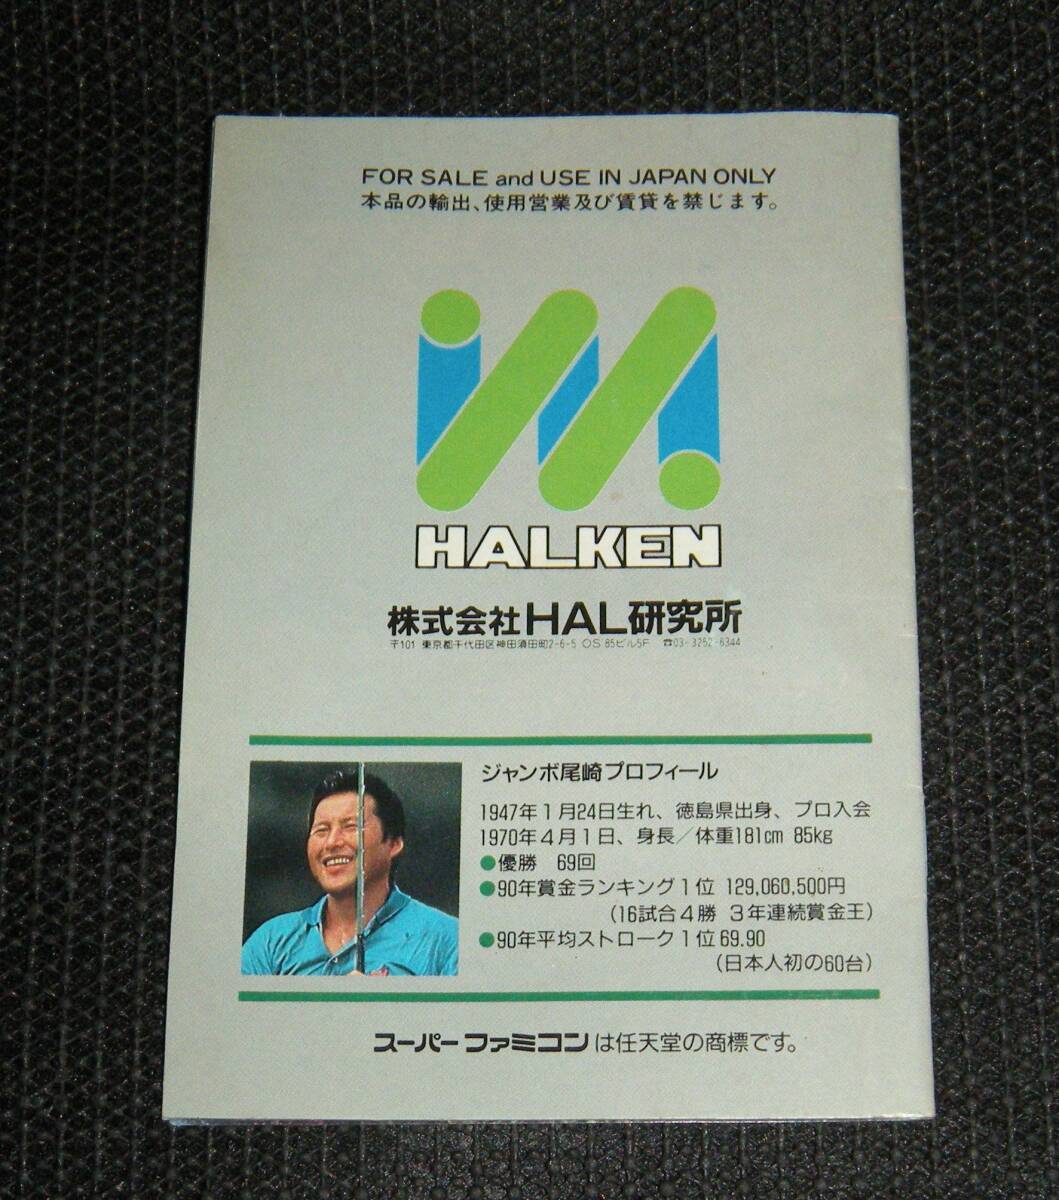 FOR SALE and USE IN JAPAN ONLY
本品の輸出、使用営業及び賃貸を禁じます。
HALKEN
株式会社HAL研究所
〒101 東京都千代田区神田須田町2-6-5 OS'85ビル5F ☎03-3252-6344
ジャンボ尾崎プロフィール
1947年1月24日生れ、徳島県出身、プロ入会
1970年4月1日、身長／体重181cm 85kg
●優勝 69回
●90年賞金ランキング1位 129,060,500円
(16試合4勝 3年連続賞金王)
●90年平均ストローク1位69.90
(日本人初の60台)
スーパーファミコンは任天堂の商標です。